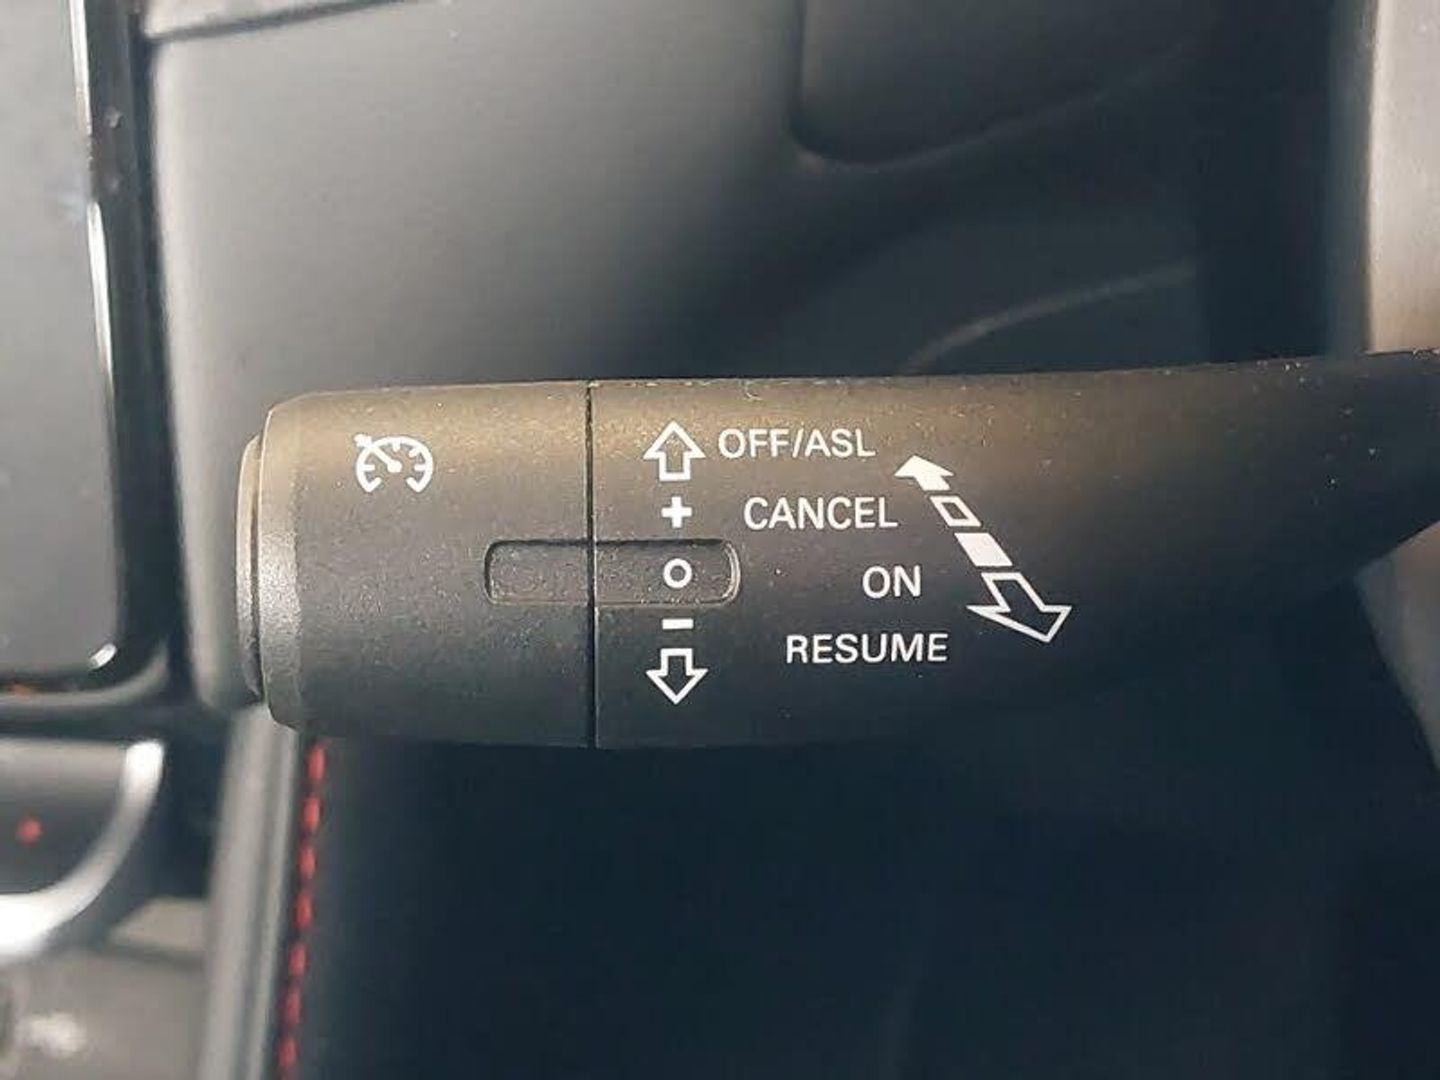 OFF/ASL
+ CANCEL
O ON
- RESUME